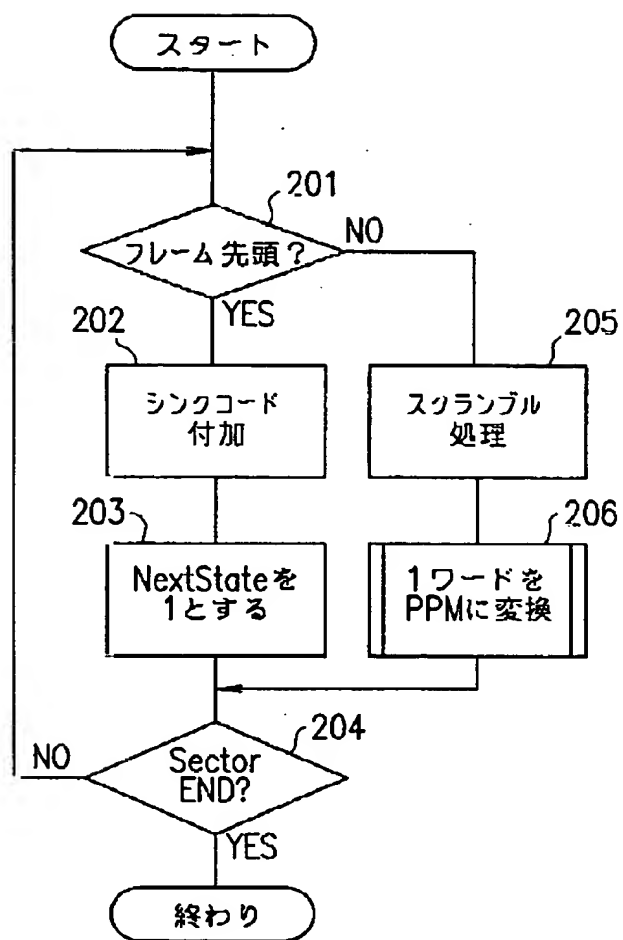 スタート
201
フレーム先頭?
NO
YES
202
シンクコード
付加
205
スクランブル
処理
203
NextStateを
1とする
206
1ワードを
PPMに変換
204
NO
Sector
END?
YES
終わり